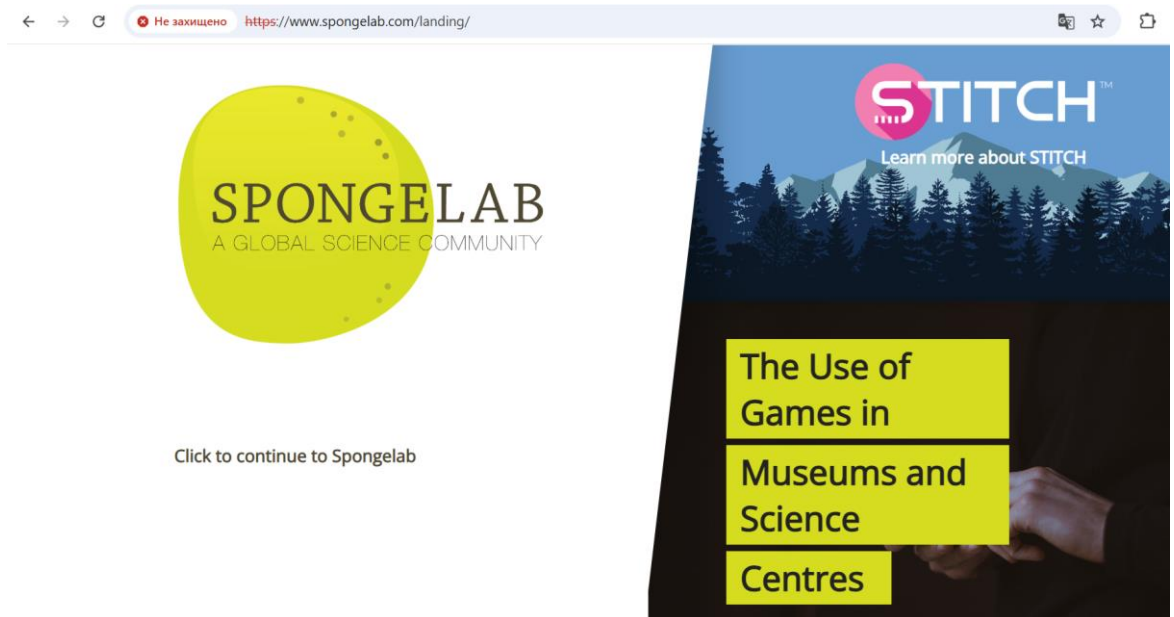 Не захищено https://www.spongelab.com/landing/
SPONGELAB
A GLOBAL SCIENCE COMMUNITY
Click to continue to Spongelab
STITCH™
Learn more about STITCH
The Use of
Games in
Museums and
Science
Centres